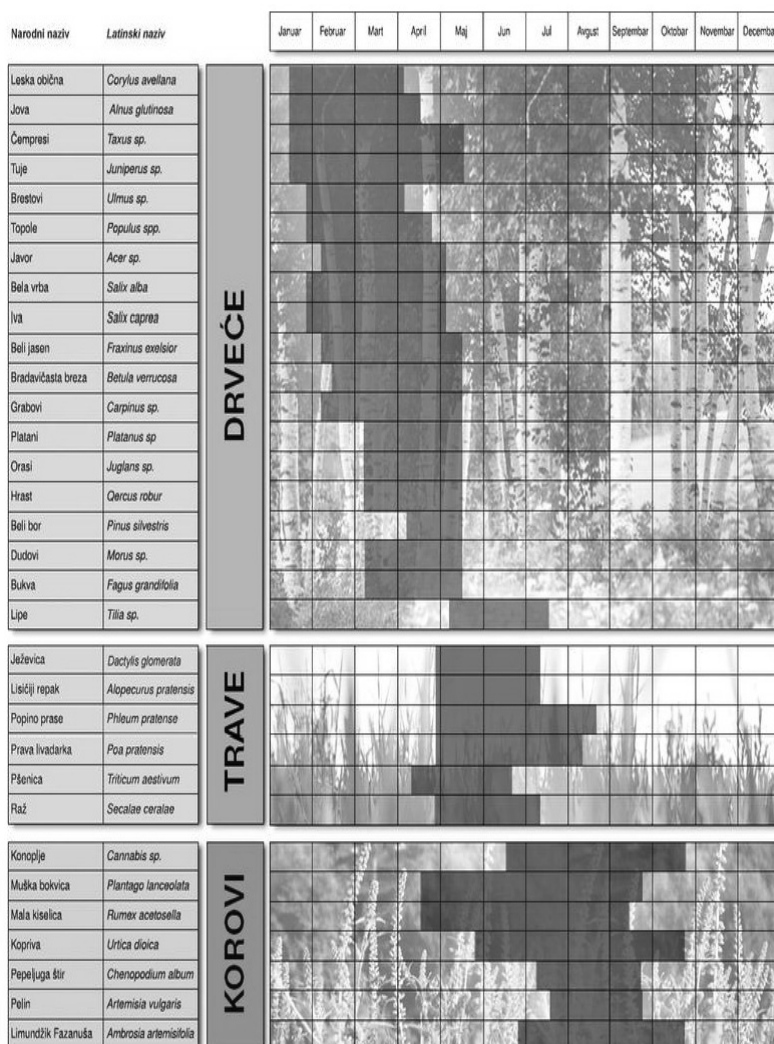 Narodni naziv Latinski naziv Januar Februar Mart April Maj Jun Jul Avgust Septembar Oktobar Novembar Decemba
DRVEĆE
Leska obična Corylus avellana
Jova Alnus glutinosa
Čempresi Taxus sp.
Tuje Juniperus sp.
Brestovi Ulmus sp.
Topole Populus spp.
Javor Acer sp.
Bela vrba Salix alba
Iva Salix caprea
Beli jasen Fraxinus exelsior
Bradavičasta breza Betula verrucosa
Grabovi Carpinus sp.
Platani Platanus sp
Orasi Juglans sp.
Hrast Qercus robur
Beli bor Pinus silvestris
Dudovi Morus sp.
Bukva Fagus grandifolia
Lipe Tilia sp.
TRAVE
Ježevica Dactylis glomerata
Lisičiji repak Alopecurus pratensis
Popino prase Phleum pratense
Prava livadarka Poa pratensis
Pšenica Triticum aestivum
Raž Secalae ceralae
KOROVI
Konoplje Cannabis sp.
Muška bokvica Plantago lanceolata
Mala kiselica Rumex acetosella
Kopriva Urtica dioica
Pepeljuga štir Chenopodium album
Pelin Artemisia vulgaris
Limundžik Fazanuša Ambrosia artemisifolia